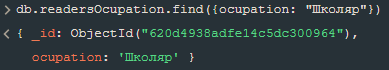 > db.readersOcupation.find({ocupation: "Школяр"})
< { _id: ObjectId("620d4938adfe14c5dc300964"),
ocupation: 'Школяр' }